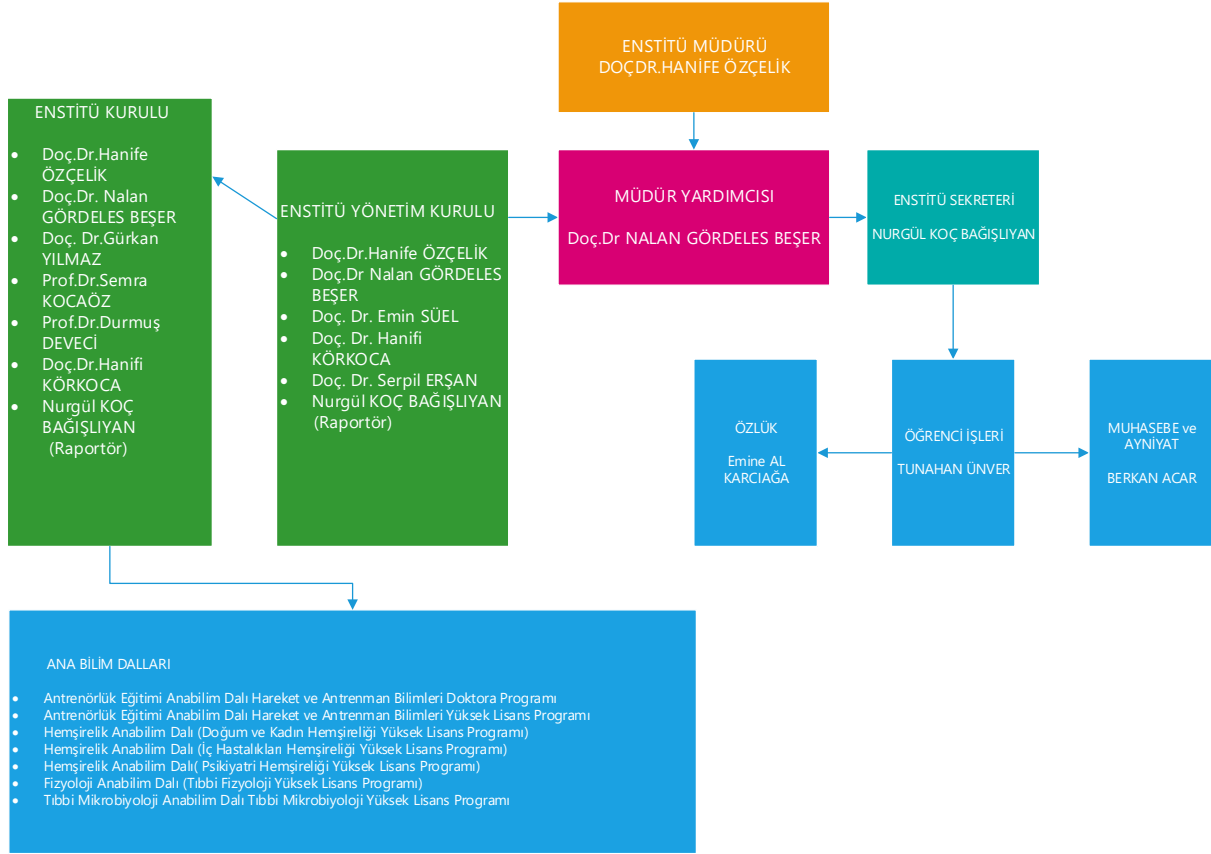 ENSTİTÜ MÜDÜRÜ
DOÇDR.HANİFE ÖZÇELİK
ENSTİTÜ KURULU
• Doç.Dr.Hanife
ÖZÇELİK
• Doç.Dr. Nalan
GÖRDELES BEŞER
• Doç. Dr.Gürkan
YILMAZ
• Prof.Dr.Semra
KOCAÖZ
• Prof.Dr.Durmuş
DEVECİ
• Doç.Dr.Hanifi
KÖRKOCA
• Nurgül KOÇ
BAĞIŞLIYAN
(Raportör)
ENSTİTÜ YÖNETİM KURULU
• Doç.Dr.Hanife ÖZÇELİK
• Doç.Dr Nalan GÖRDELES
BEŞER
• Doç. Dr. Emin SÜEL
• Doç. Dr. Hanifi
KÖRKOCA
• Doç. Dr. Serpil ERŞAN
• Nurgül KOÇ BAĞIŞLIYAN
(Raportör)
MÜDÜR YARDIMCISI
Doç.Dr NALAN GÖRDELES BEŞER
ENSTİTÜ SEKRETERİ
NURGÜL KOÇ BAĞIŞLIYAN
ÖZLÜK
Emine AL
KARCIAĞA
ÖĞRENCİ İŞLERİ
TUNAHAN ÜNVER
MUHASEBE ve
AYNİYAT
BERKAN ACAR
ANA BİLİM DALLARI
• Antrenörlük Eğitimi Anabilim Dalı Hareket ve Antrenman Bilimleri Doktora Programı
• Antrenörlük Eğitimi Anabilim Dalı Hareket ve Antrenman Bilimleri Yüksek Lisans Programı
• Hemşirelik Anabilim Dalı (Doğum ve Kadın Hemşireliği Yüksek Lisans Programı)
• Hemşirelik Anabilim Dalı (İç Hastalıkları Hemşireliği Yüksek Lisans Programı)
• Hemşirelik Anabilim Dalı( Psikiyatri Hemşireliği Yüksek Lisans Programı)
• Fizyoloji Anabilim Dalı (Tıbbi Fizyoloji Yüksek Lisans Programı)
• Tıbbi Mikrobiyoloji Anabilim Dalı Tıbbi Mikrobiyoloji Yüksek Lisans Programı